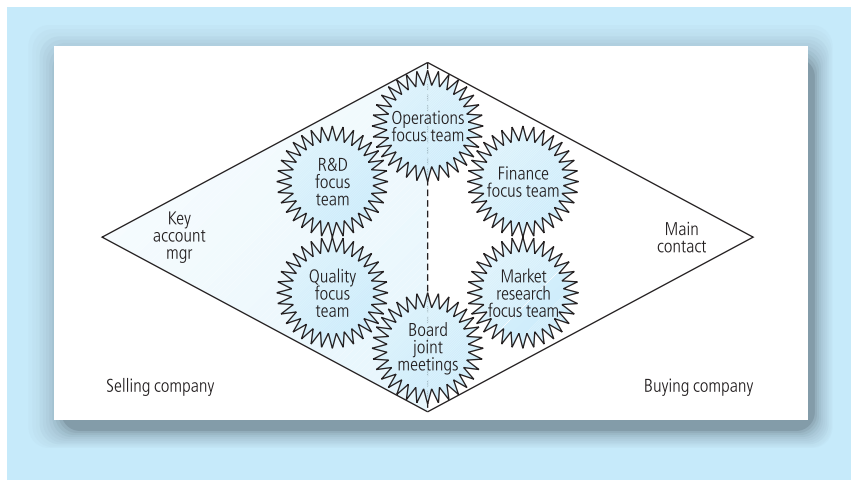 Operations
focus team
R&D
focus
team
Finance
focus team
Key
account
mgr
Main
contact
Quality
focus
team
Market
research
focus team
Board
joint
meetings
Selling company
Buying company